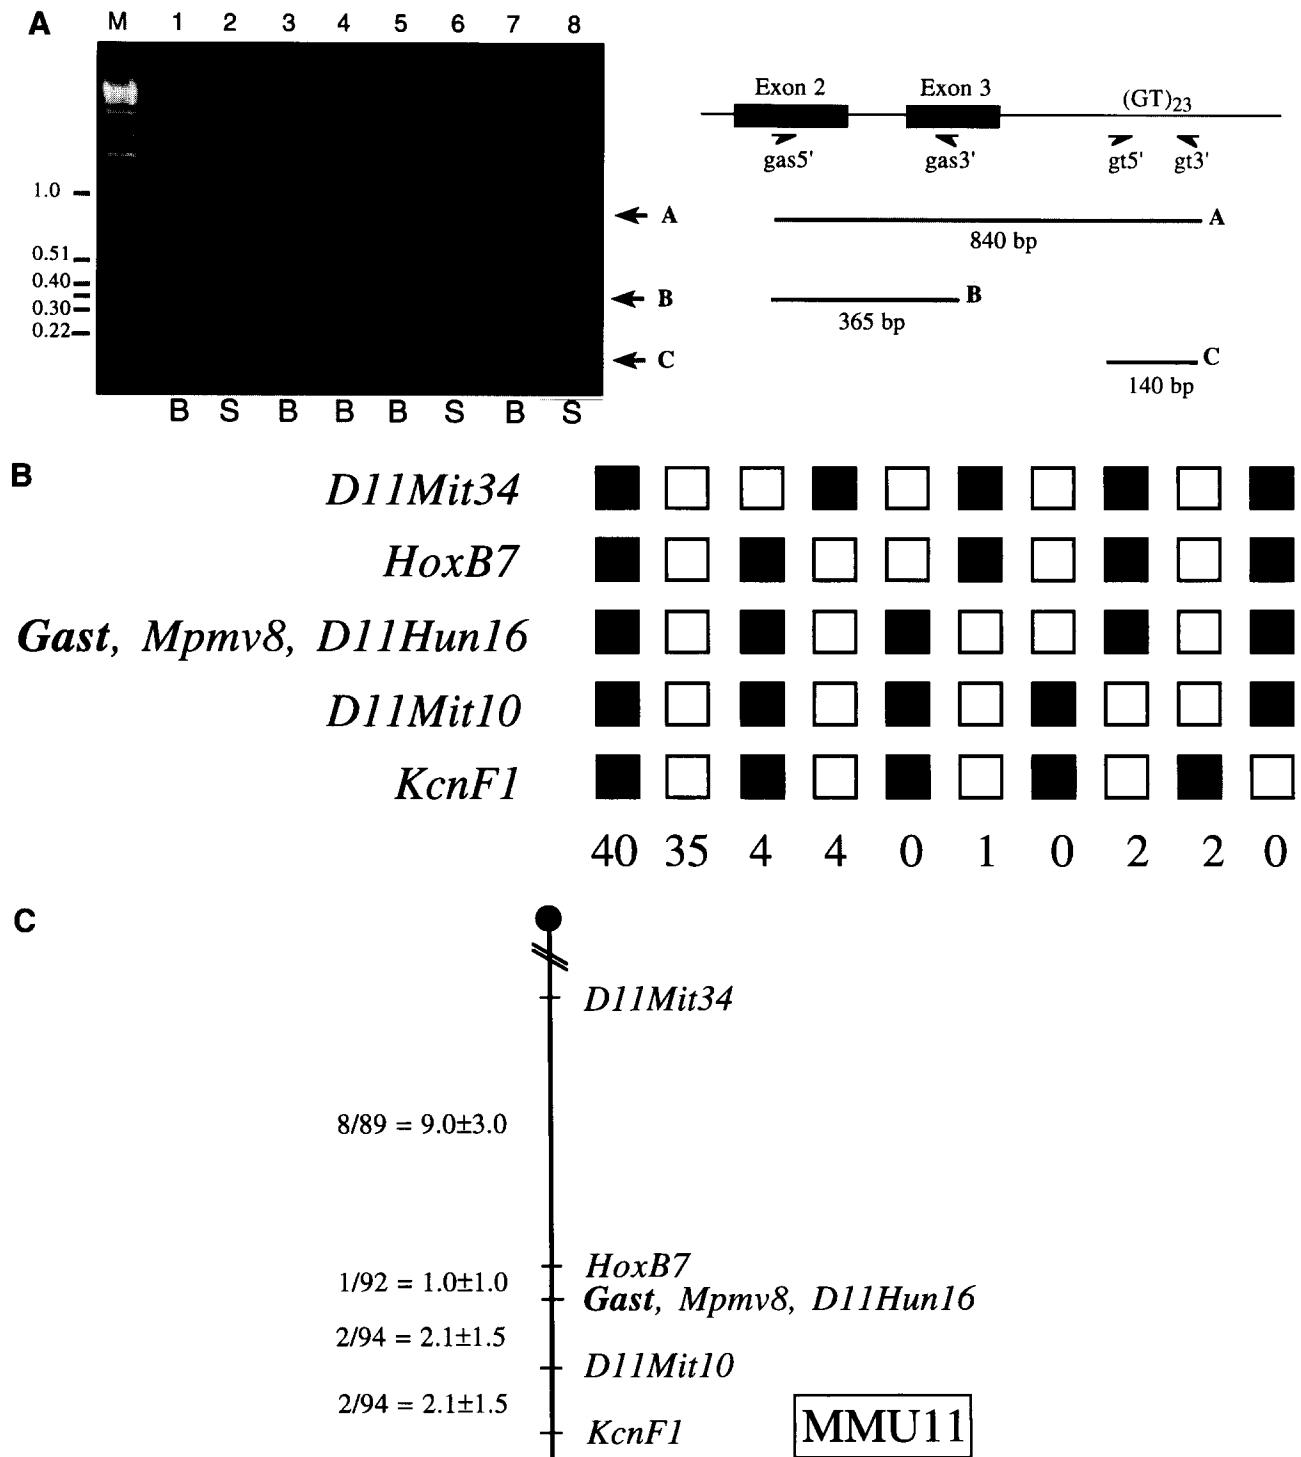 A
M 1 2 3 4 5 6 7 8
1.0
0.51
0.40
0.30
0.22
A
B
C
B S B B B S B S
Exon 2 Exon 3 (GT)23
gas5' gas3' gt5' gt3'
A
840 bp
B
365 bp
C
140 bp
B
D11Mit34
HoxB7
Gast, Mpmv8, D11Hun16
D11Mit10
KcnF1
40 35 4 4 0 1 0 2 2 0
C
D11Mit34
8/89 = 9.0±3.0
HoxB7
1/92 = 1.0±1.0
Gast, Mpmv8, D11Hun16
2/94 = 2.1±1.5
D11Mit10
2/94 = 2.1±1.5
KcnF1
MMU11